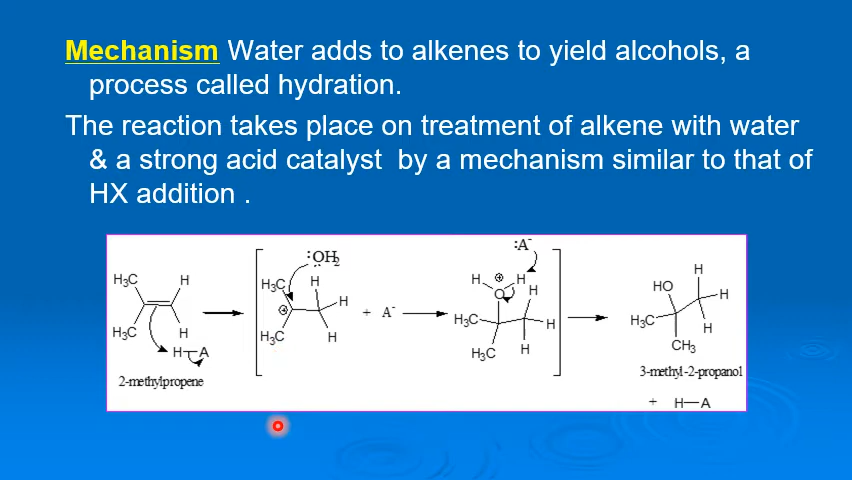 Mechanism Water adds to alkenes to yield alcohols, a
process called hydration.
The reaction takes place on treatment of alkene with water
& a strong acid catalyst by a mechanism similar to that of
HX addition .
:A⁻
:OH₂
H₃C H
H₃C H
H—A
2-methylpropene
H₃C H
⊕ H
H₃C H
+ A⁻
H ⊕ H
O H
H₃C H
H₃C H
H
HO H
H₃C H
CH₃
3-methyl-2-propanol
+ H—A